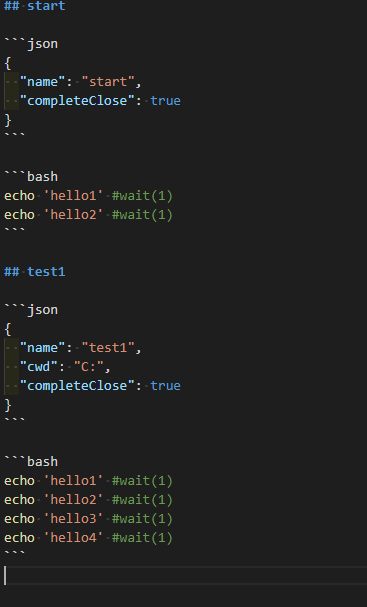 ## start
```json
{
  "name": "start",
  "completeClose": true
}
```
```bash
echo 'hello1' #wait(1)
echo 'hello2' #wait(1)
```
## test1
```json
{
  "name": "test1",
  "cwd": "C:",
  "completeClose": true
}
```
```bash
echo 'hello1' #wait(1)
echo 'hello2' #wait(1)
echo 'hello3' #wait(1)
echo 'hello4' #wait(1)
```